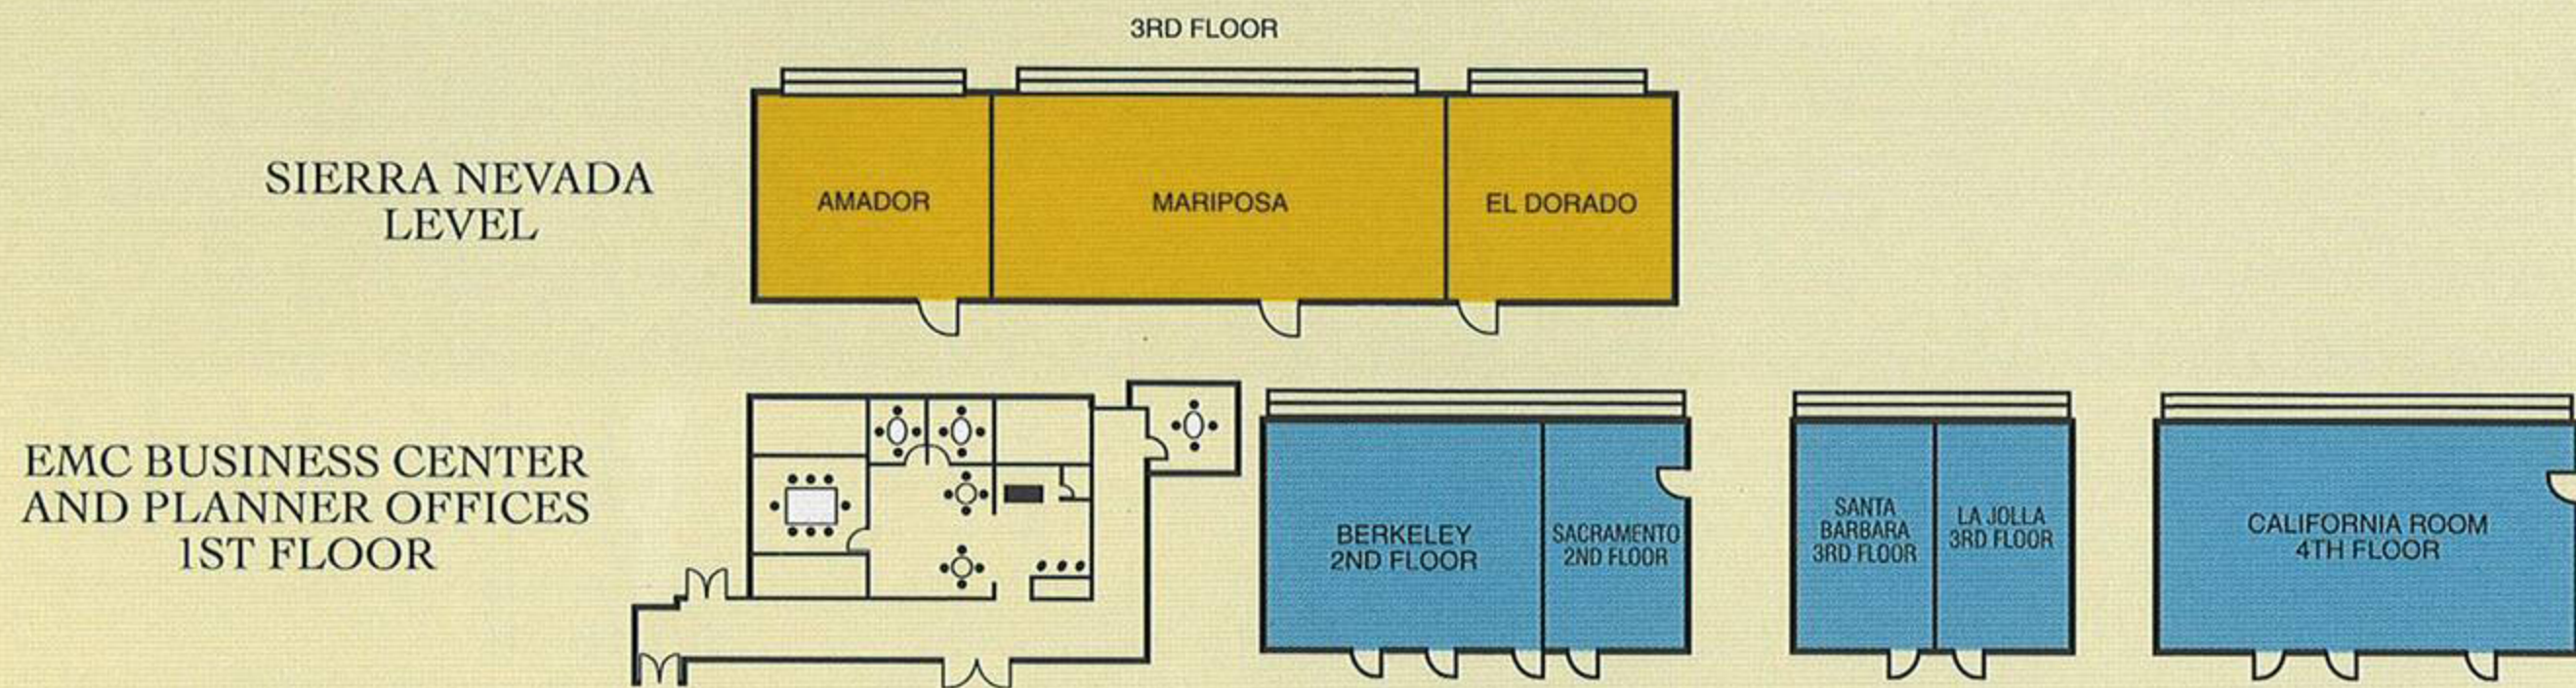 3RD FLOOR
SIERRA NEVADA
LEVEL
AMADOR
MARIPOSA
EL DORADO
EMC BUSINESS CENTER
AND PLANNER OFFICES
1ST FLOOR
BERKELEY
2ND FLOOR
SACRAMENTO
2ND FLOOR
SANTA
BARBARA
3RD FLOOR
LA JOLLA
3RD FLOOR
CALIFORNIA ROOM
4TH FLOOR